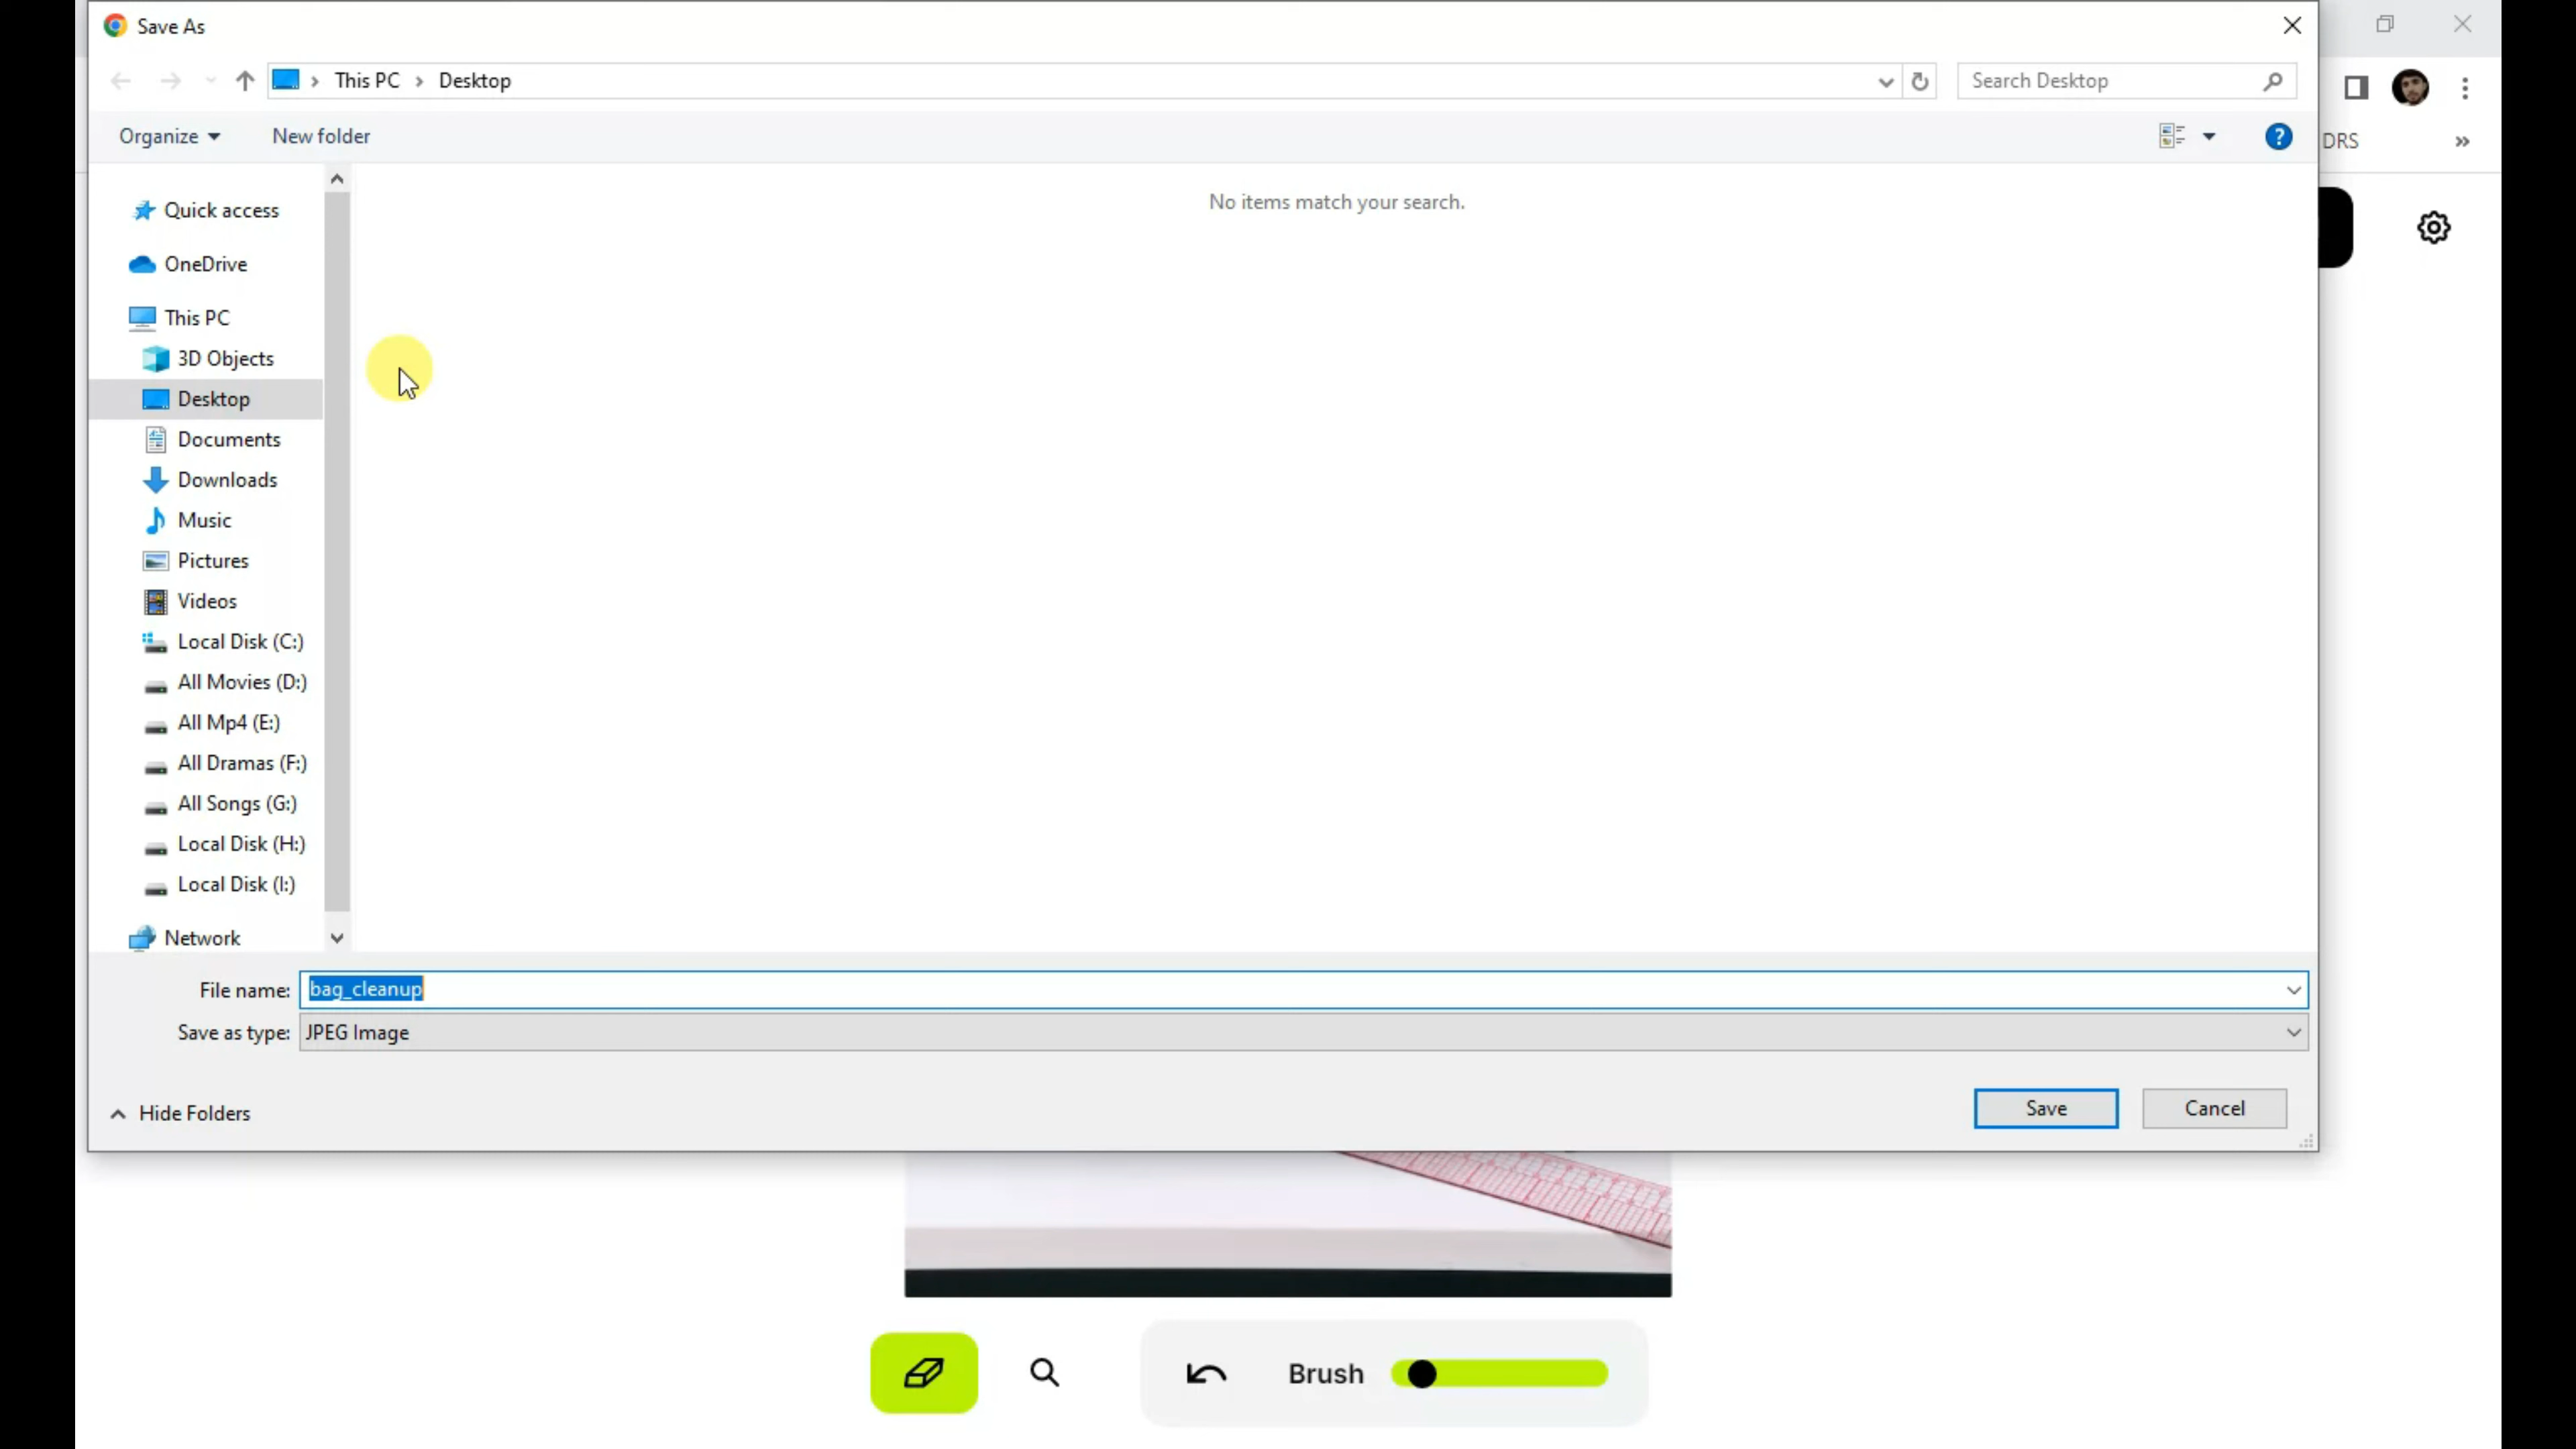 Save As
This PC > Desktop
Search Desktop
Organize
New folder
DRS
No items match your search.
Quick access
OneDrive
This PC
3D Objects
Desktop
Documents
Downloads
Music
Pictures
Videos
Local Disk (C:)
All Movies (D:)
All Mp4 (E:)
All Dramas (F:)
All Songs (G:)
Local Disk (H:)
Local Disk (I:)
Network
File name: bag_cleanup
Save as type: JPEG Image
Hide Folders
Save
Cancel
Brush